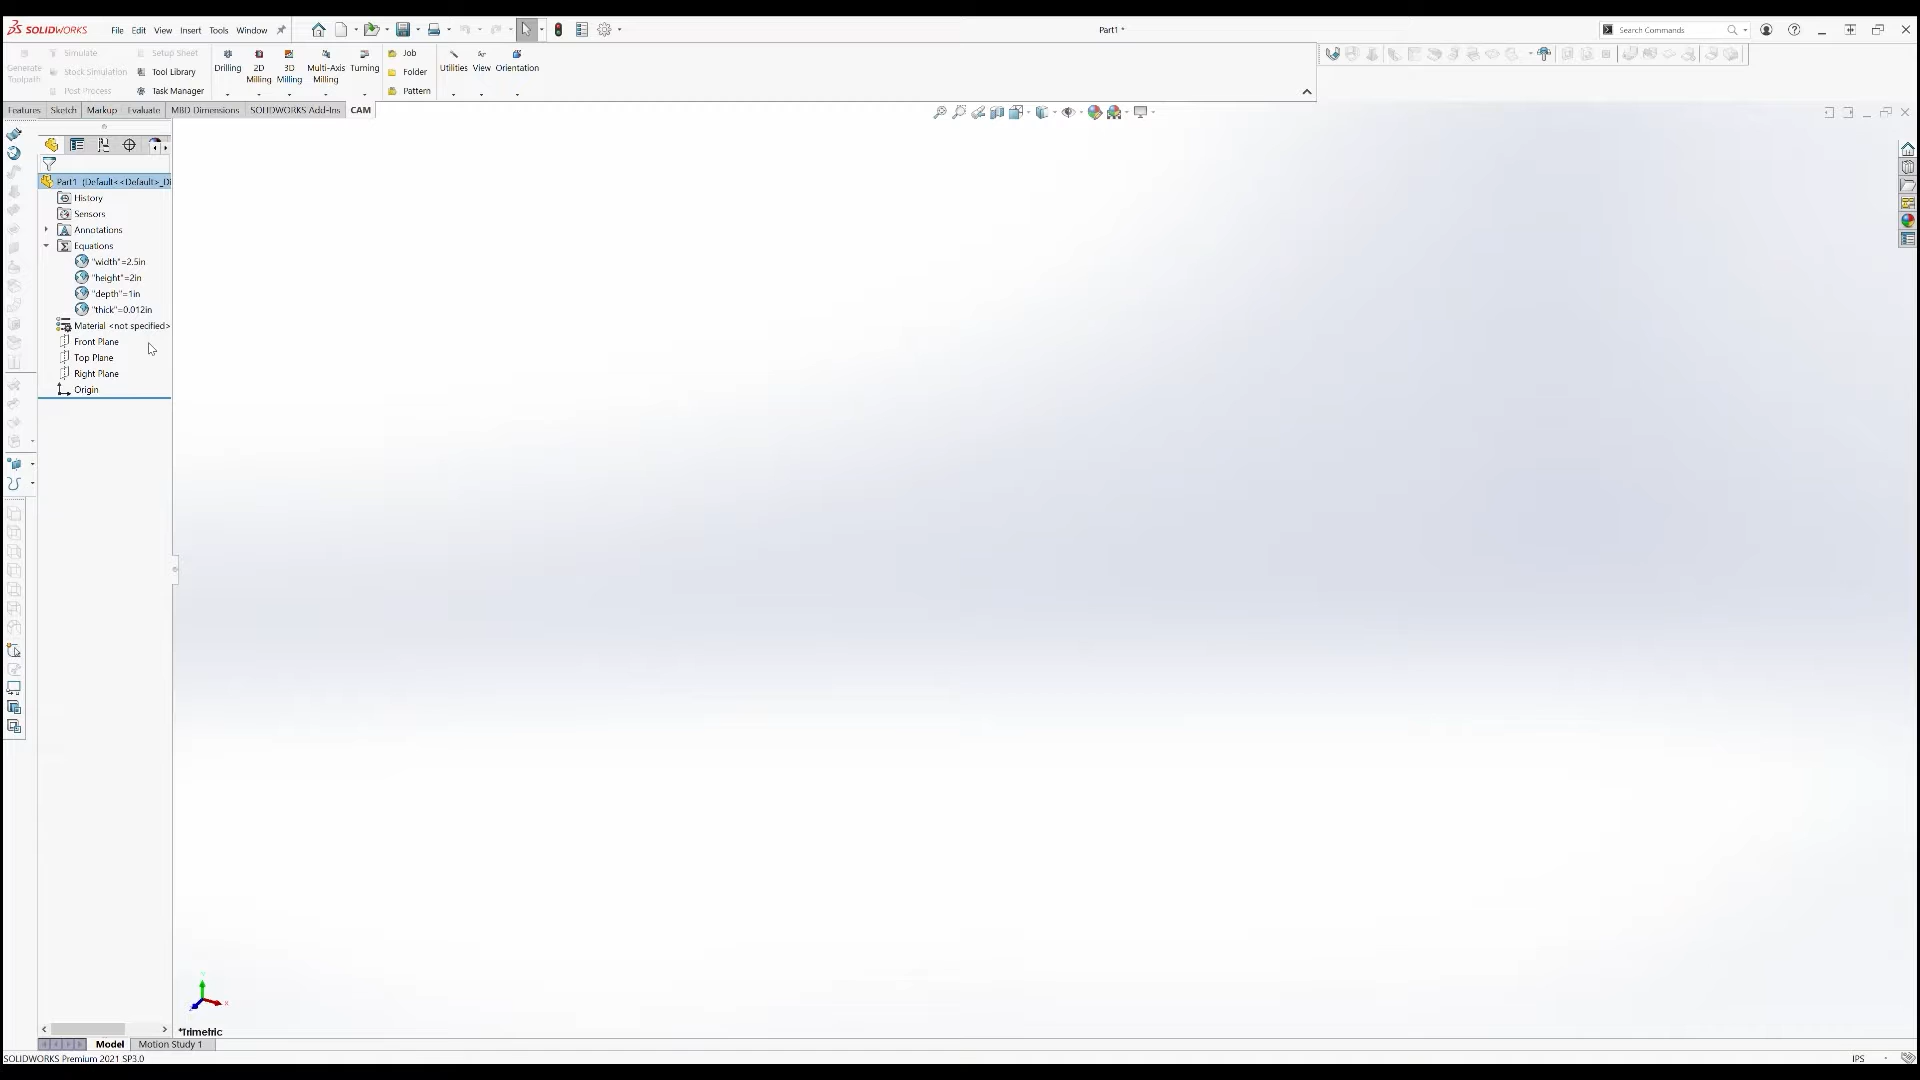 SOLIDWORKS File Edit View Insert Tools Window Part1 * Search Commands
Generate Toolpath
Simulate
Stock Simulation
Post Process
Setup Sheet
Tool Library
Task Manager
Drilling
2D Milling
3D Milling
Multi-Axis Milling
Turning
Job
Folder
Pattern
Utilities
View
Orientation
Features Sketch Markup Evaluate MBD Dimensions SOLIDWORKS Add-Ins CAM
Part1 (Default<<Default>_Di
History
Sensors
Annotations
Equations
"width"=2.5in
"height"=2in
"depth"=1in
"thick"=0.012in
Material <not specified>
Front Plane
Top Plane
Right Plane
Origin
*Trimetric
Model Motion Study 1
SOLIDWORKS Premium 2021 SP3.0 IPS